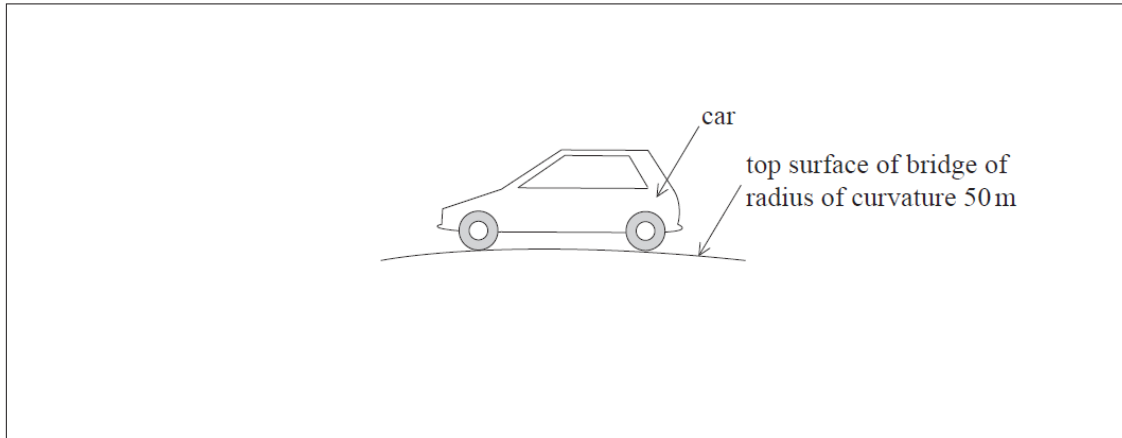 car
top surface of bridge of
radius of curvature 50 m